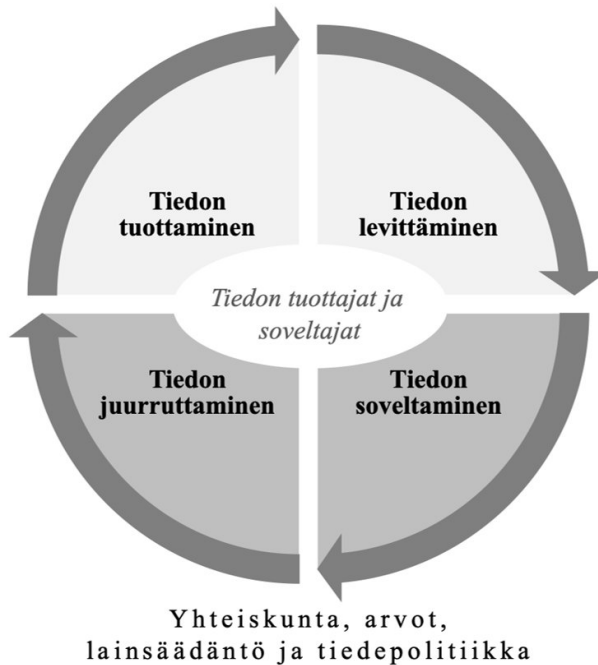 Tiedon
tuottaminen
Tiedon
levittäminen
Tiedon tuottajat ja
soveltajat
Tiedon
juurruttaminen
Tiedon
soveltaminen
Yhteiskunta, arvot,
lainsäädäntö ja tiedepolitiikka